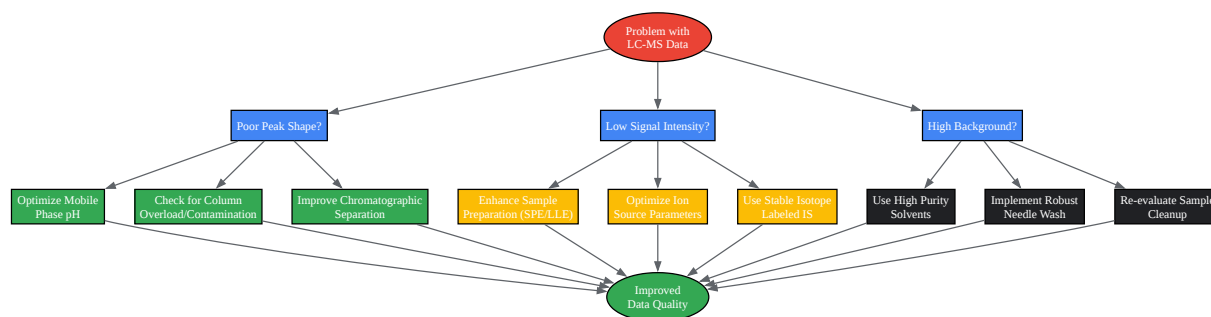 Problem with
LC-MS Data
Poor Peak Shape?
Low Signal Intensity?
High Background?
Optimize Mobile
Phase pH
Check for Column
Overload/Contamination
Improve Chromatographic
Separation
Enhance Sample
Preparation (SPE/LLE)
Optimize Ion
Source Parameters
Use Stable Isotope
Labeled IS
Use High Purity
Solvents
Implement Robust
Needle Wash
Re-evaluate Sample
Cleanup
Improved
Data Quality